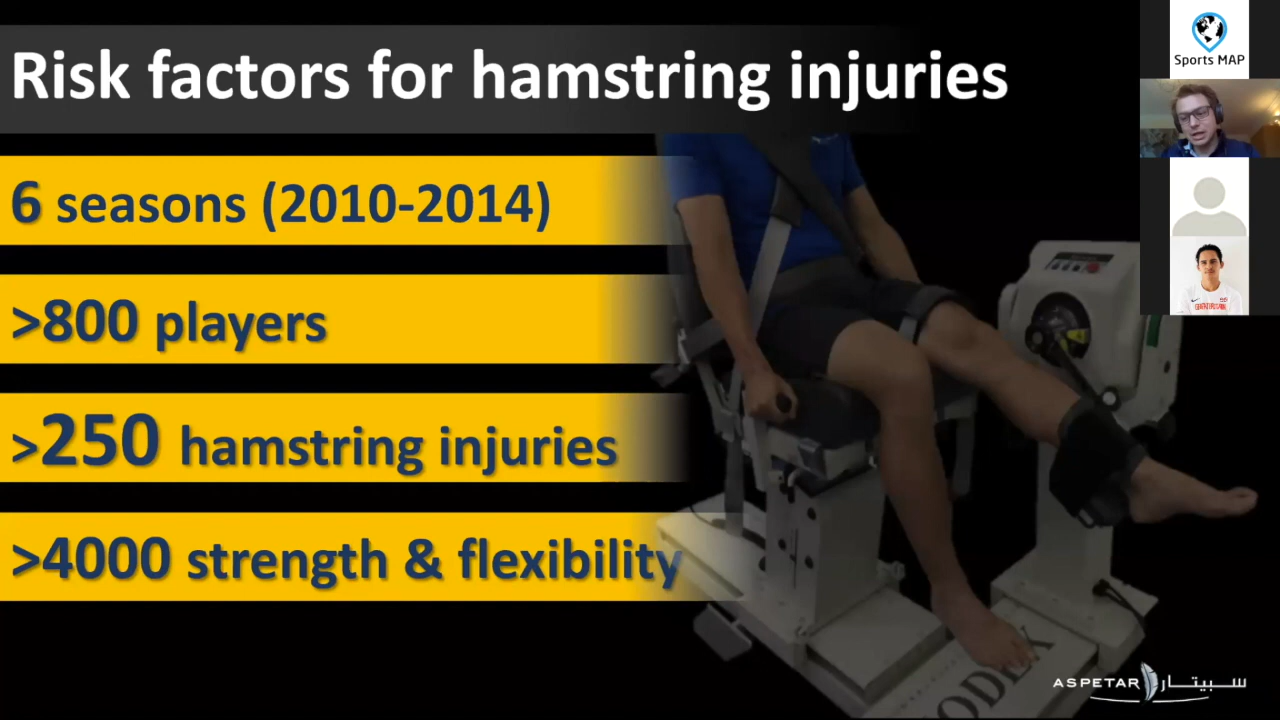 Risk factors for hamstring injuries
6 seasons (2010-2014)
>800 players
>250 hamstring injuries
>4000 strength & flexibility
Sports MAP
ASPETAR سبيتار